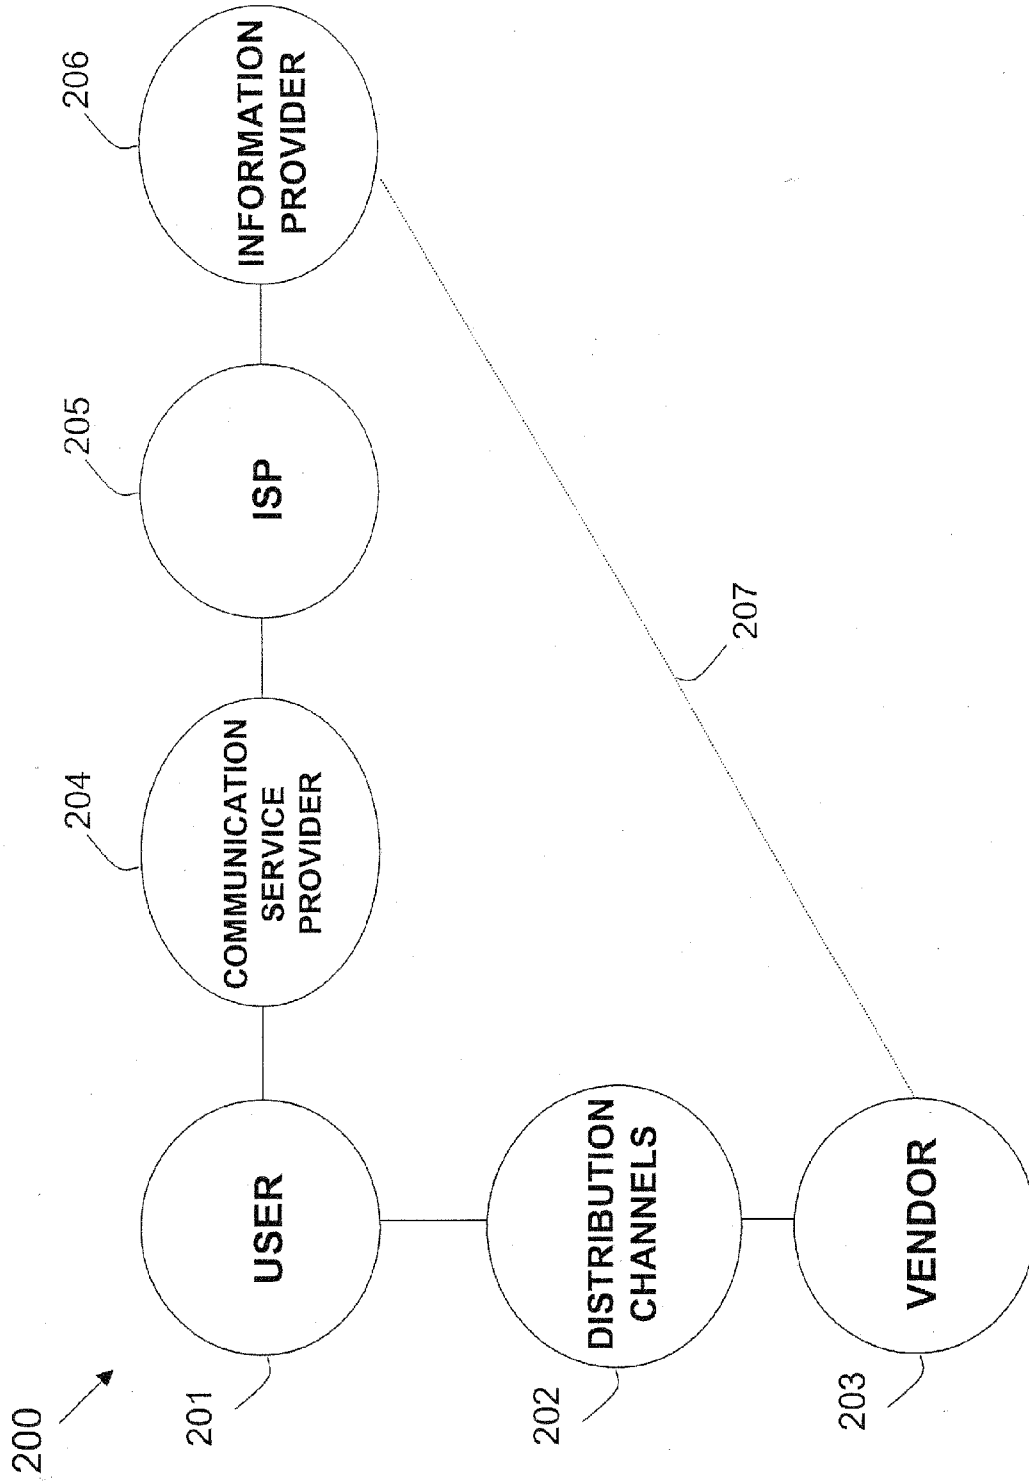 200
201
USER
204
COMMUNICATION
SERVICE
PROVIDER
205
ISP
206
INFORMATION
PROVIDER
202
DISTRIBUTION
CHANNELS
207
203
VENDOR